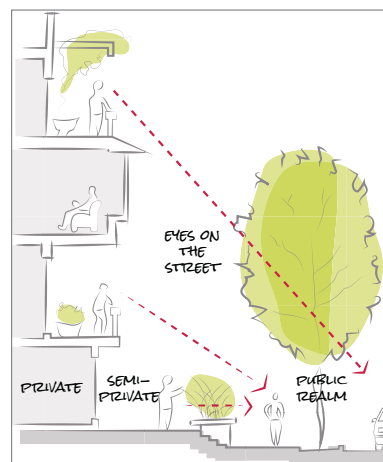 EYES ON
THE
STREET
PRIVATE
SEMI-
PRIVATE
PUBLIC
REALM